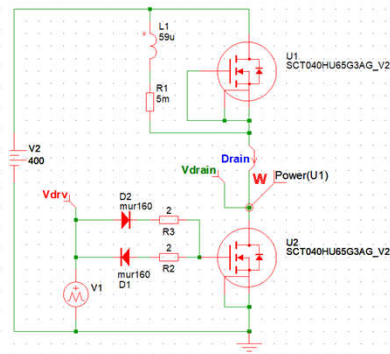 L1
59u
U1
SCT040HU65G3AG_V2
R1
5m
V2
400
Drain
Vdrain
W
Power(U1)
Vdrv
D2
mur160
2
R3
U2
SCT040HU65G3AG_V2
2
mur160
R2
D1
V1